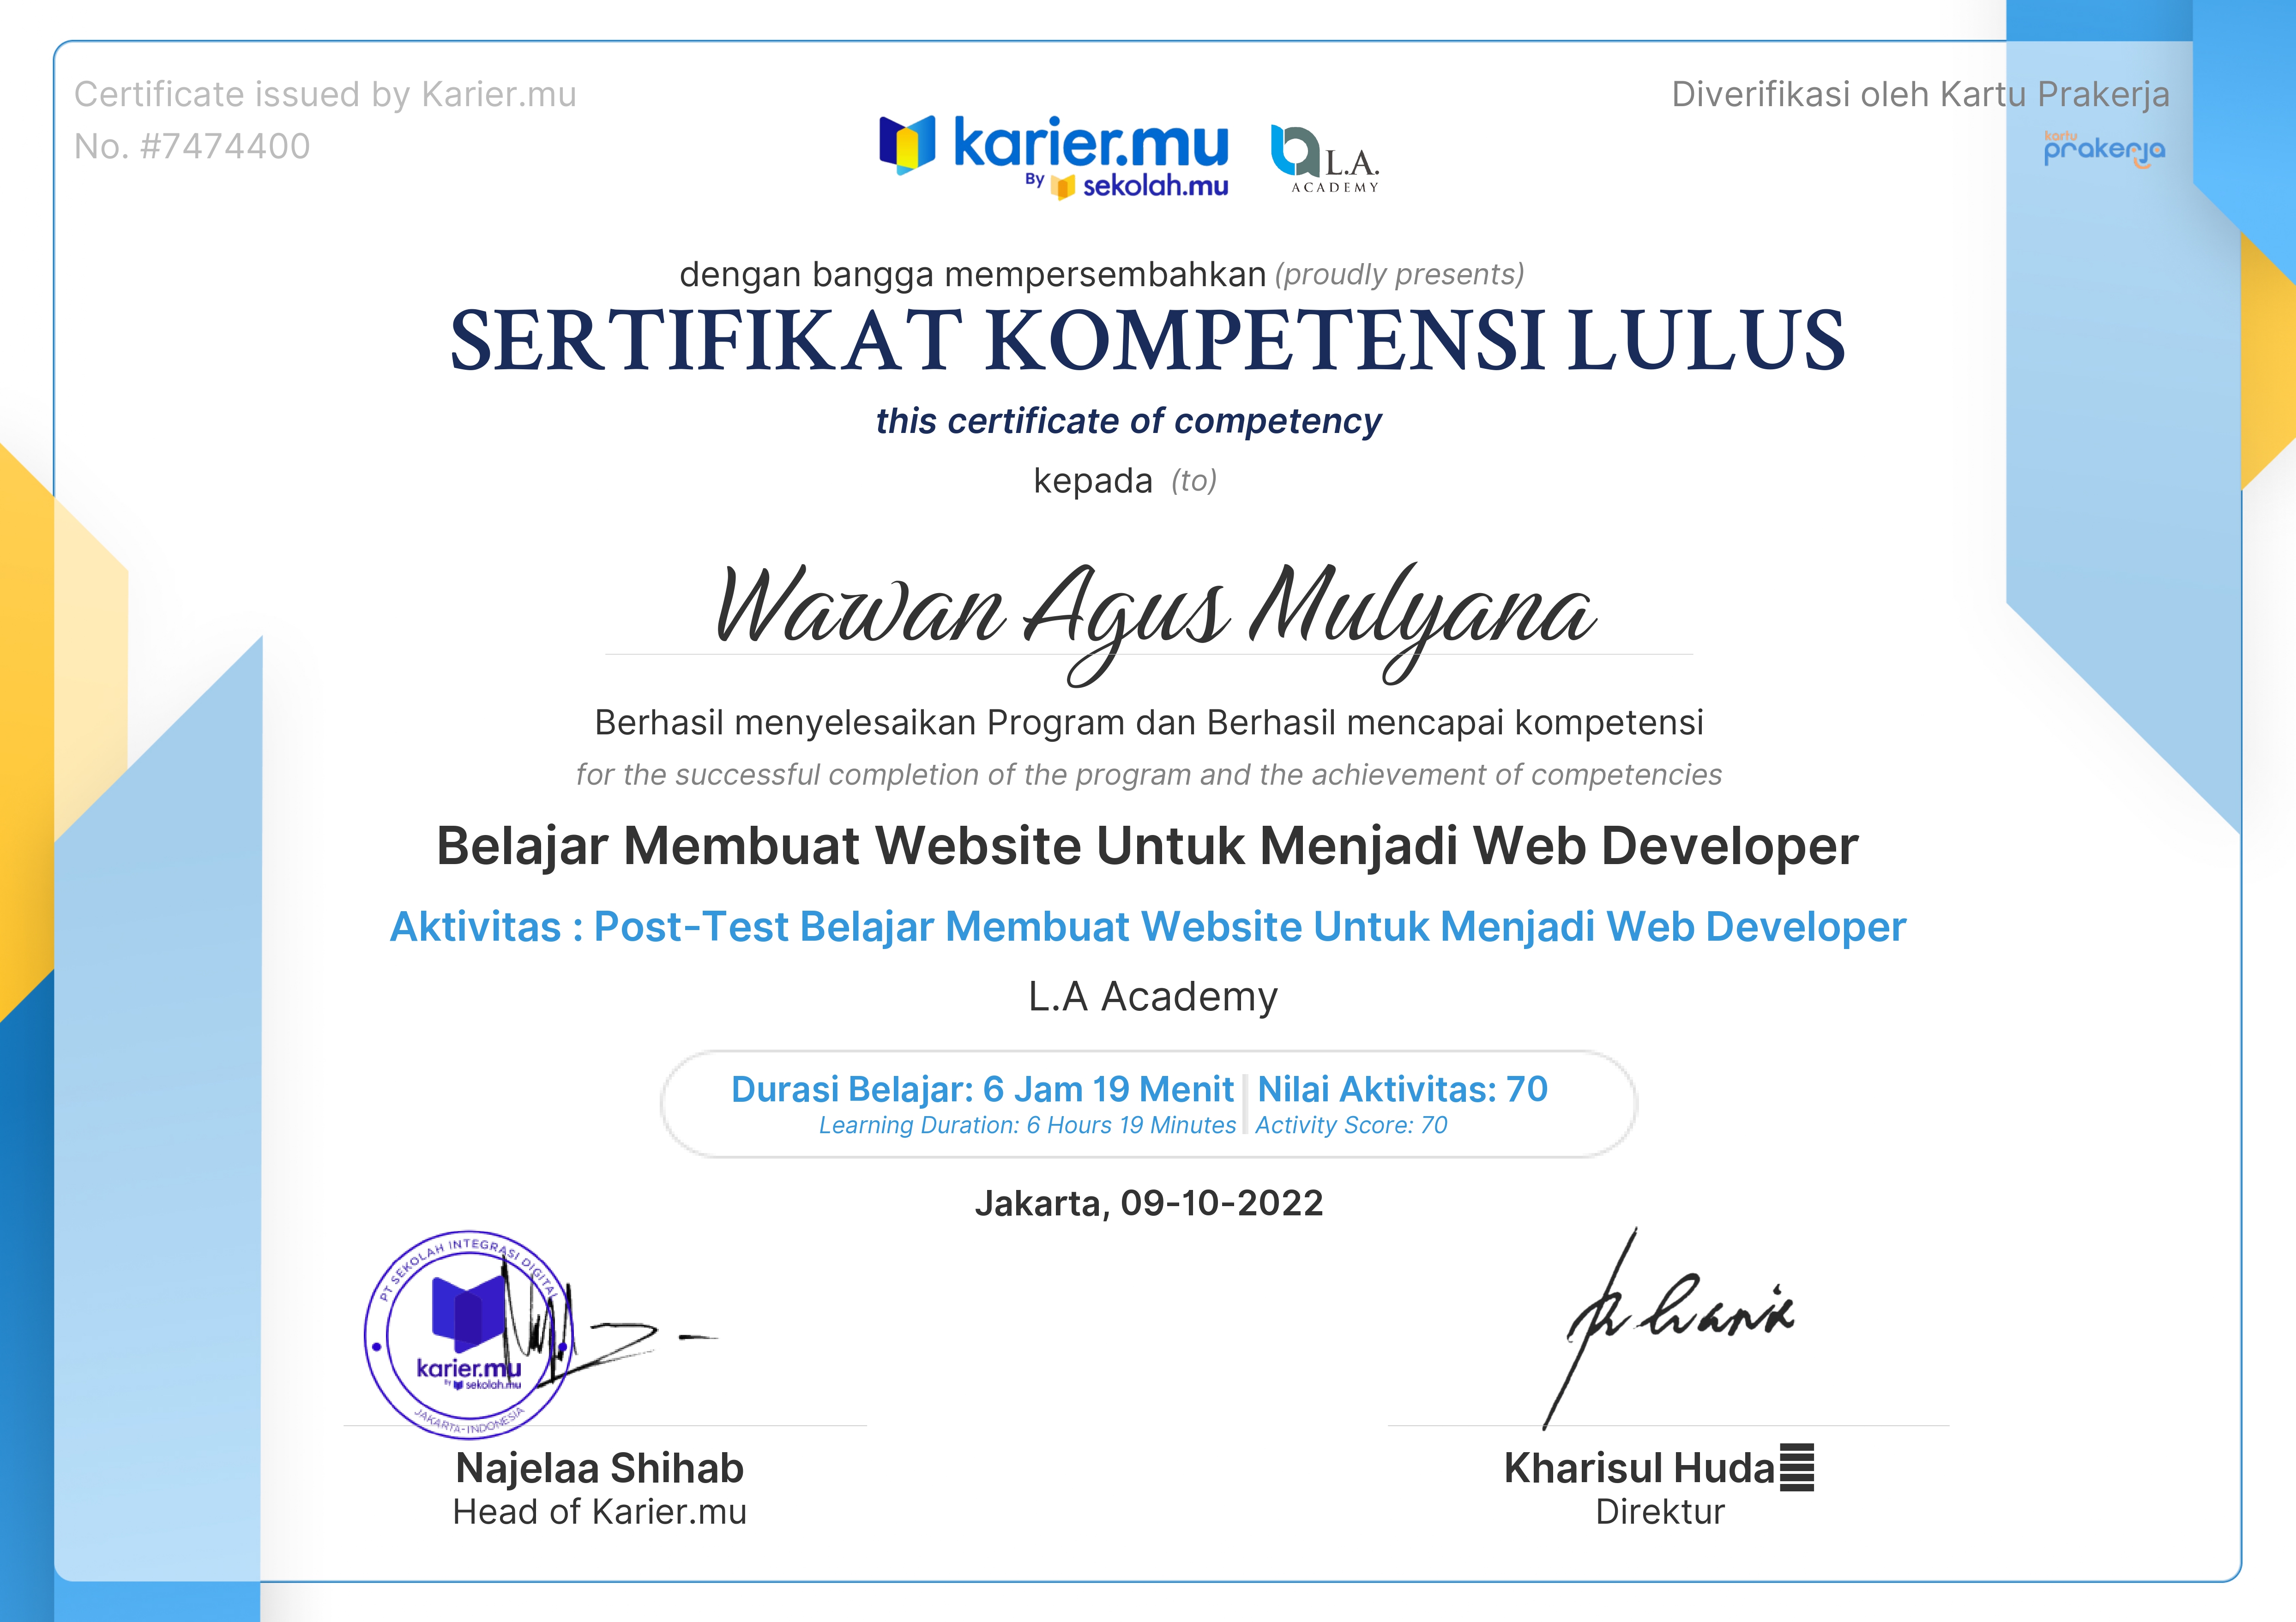 Certificate issued by Karier.mu
No. #7474400
Diverifikasi oleh Kartu Prakerja
kartu
prakerja
karier.mu
By sekolah.mu
L.A.
ACADEMY
dengan bangga mempersembahkan (proudly presents)
SERTIFIKAT KOMPETENSI LULUS
this certificate of competency
kepada (to)
Wawan Agus Mulyana
Berhasil menyelesaikan Program dan Berhasil mencapai kompetensi
for the successful completion of the program and the achievement of competencies
Belajar Membuat Website Untuk Menjadi Web Developer
Aktivitas : Post-Test Belajar Membuat Website Untuk Menjadi Web Developer
L.A Academy
Durasi Belajar: 6 Jam 19 Menit | Nilai Aktivitas: 70
Learning Duration: 6 Hours 19 Minutes | Activity Score: 70
Jakarta, 09-10-2022
PT SEKOLAH INTEGRASI DIGITAL
karier.mu
By sekolah.mu
JAKARTA-INDONESIA
Najelaa Shihab
Head of Karier.mu
Kharisul Huda
Direktur